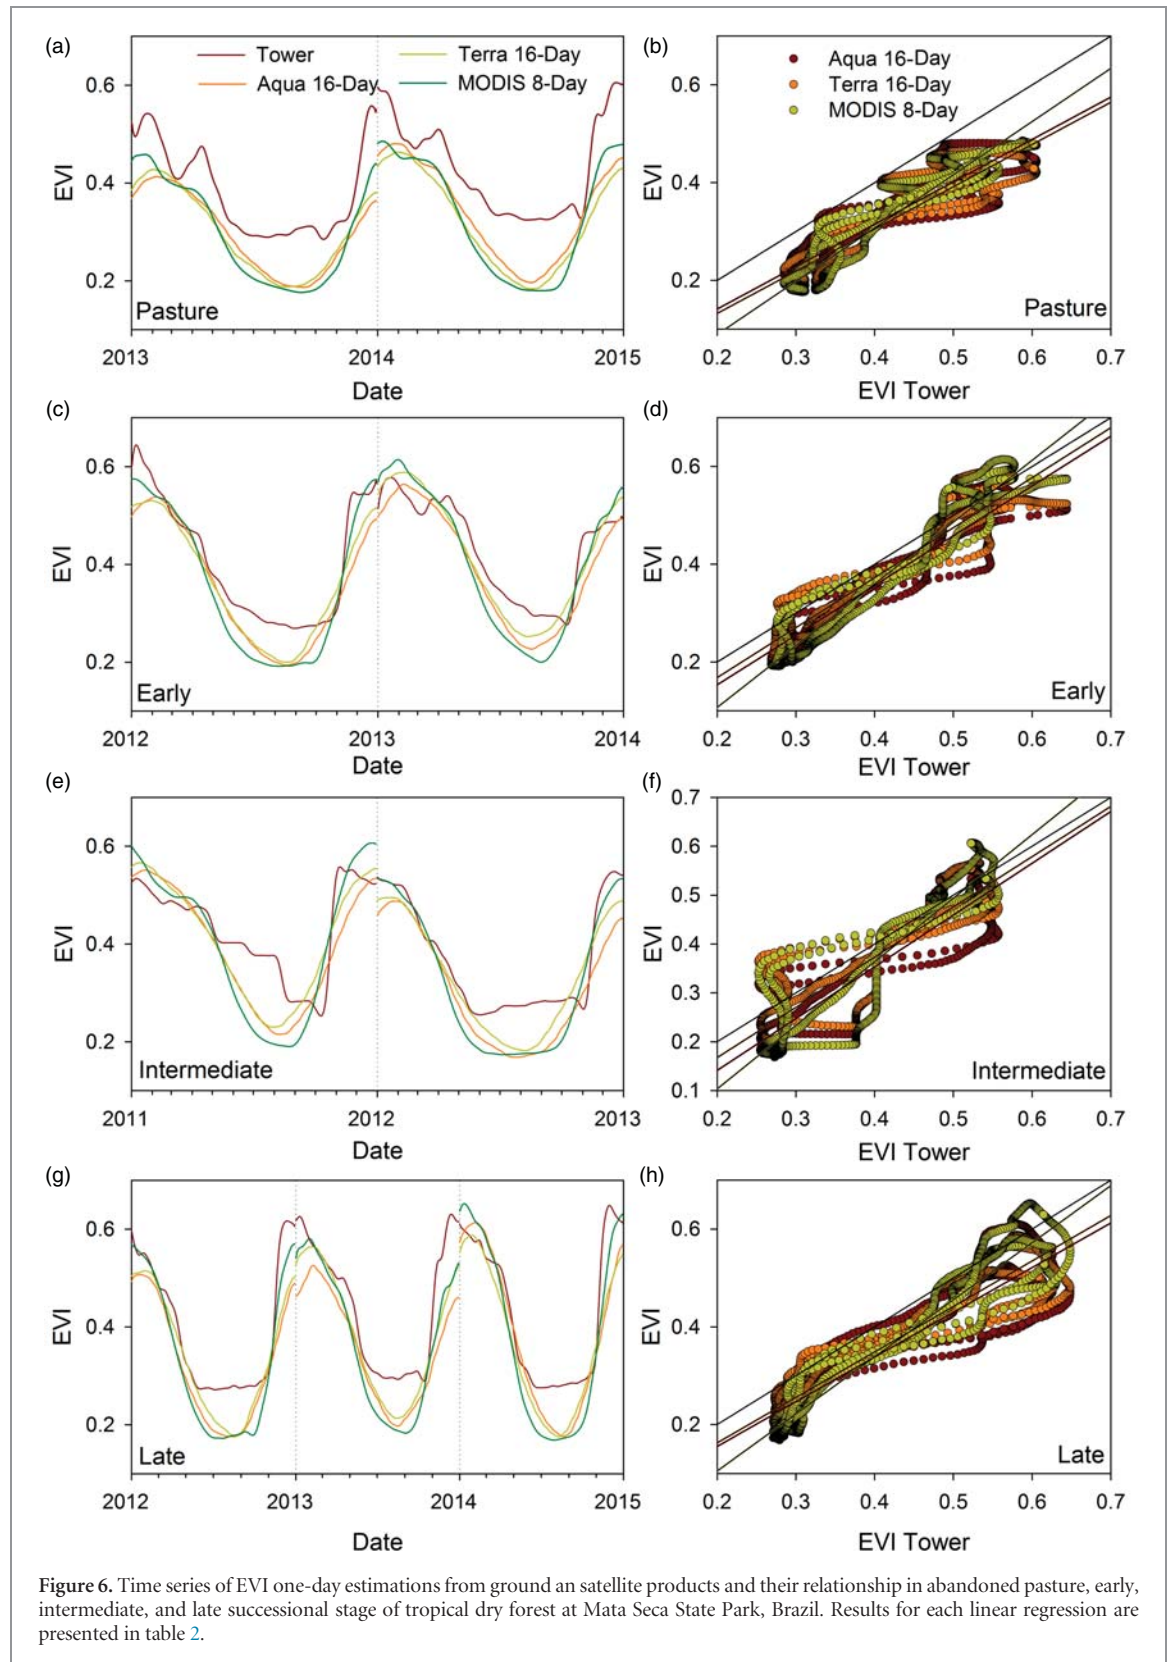 (a)
Tower
Terra 16-Day
Aqua 16-Day
MODIS 8-Day
0.6
EVI
0.4
0.2
Pasture
2013
2014
2015
Date
(b)
Aqua 16-Day
Terra 16-Day
MODIS 8-Day
0.6
EVI
0.4
0.2
Pasture
0.2 0.3 0.4 0.5 0.6 0.7
EVI Tower
(c)
0.6
EVI
0.4
0.2
Early
2012
2013
2014
Date
(d)
0.6
EVI
0.4
0.2
Early
0.2 0.3 0.4 0.5 0.6 0.7
EVI Tower
(e)
0.6
EVI
0.4
0.2
Intermediate
2011
2012
2013
Date
(f)
0.7
0.6
0.5
EVI
0.4
0.3
0.2
0.1
Intermediate
0.2 0.3 0.4 0.5 0.6 0.7
EVI Tower
(g)
0.6
EVI
0.4
0.2
Late
2012
2013
2014
2015
Date
(h)
0.6
EVI
0.4
0.2
Late
0.2 0.3 0.4 0.5 0.6 0.7
EVI Tower
Figure 6. Time series of EVI one-day estimations from ground an satellite products and their relationship in abandoned pasture, early,
intermediate, and late successional stage of tropical dry forest at Mata Seca State Park, Brazil. Results for each linear regression are
presented in table 2.